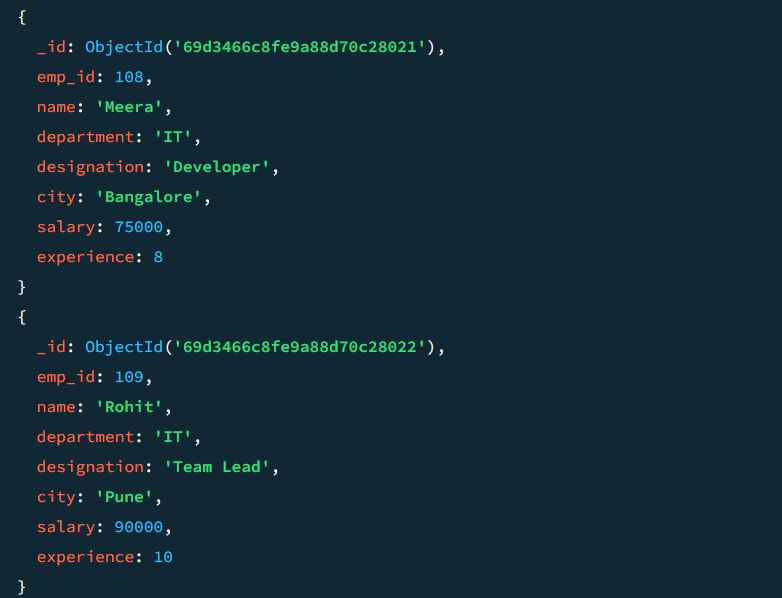 {
  _id: ObjectId('69d3466c8fe9a88d70c28021'),
  emp_id: 108,
  name: 'Meera',
  department: 'IT',
  designation: 'Developer',
  city: 'Bangalore',
  salary: 75000,
  experience: 8
}
{
  _id: ObjectId('69d3466c8fe9a88d70c28022'),
  emp_id: 109,
  name: 'Rohit',
  department: 'IT',
  designation: 'Team Lead',
  city: 'Pune',
  salary: 90000,
  experience: 10
}